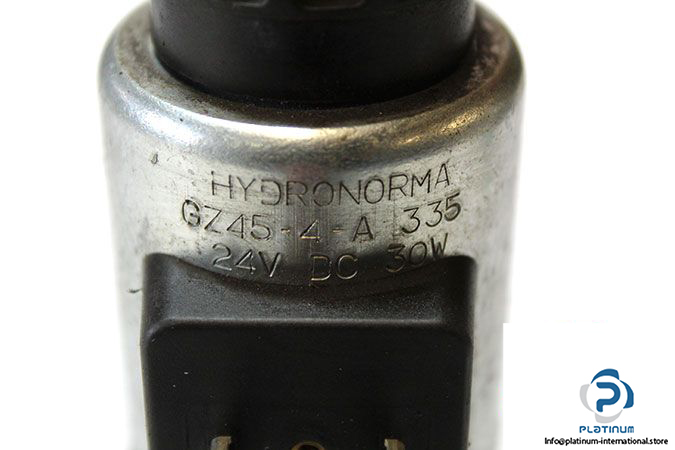 HYDRONORMA
GZ45-4-A 335
24V DC 30W
PLATINUM
Info@platinum-international.store